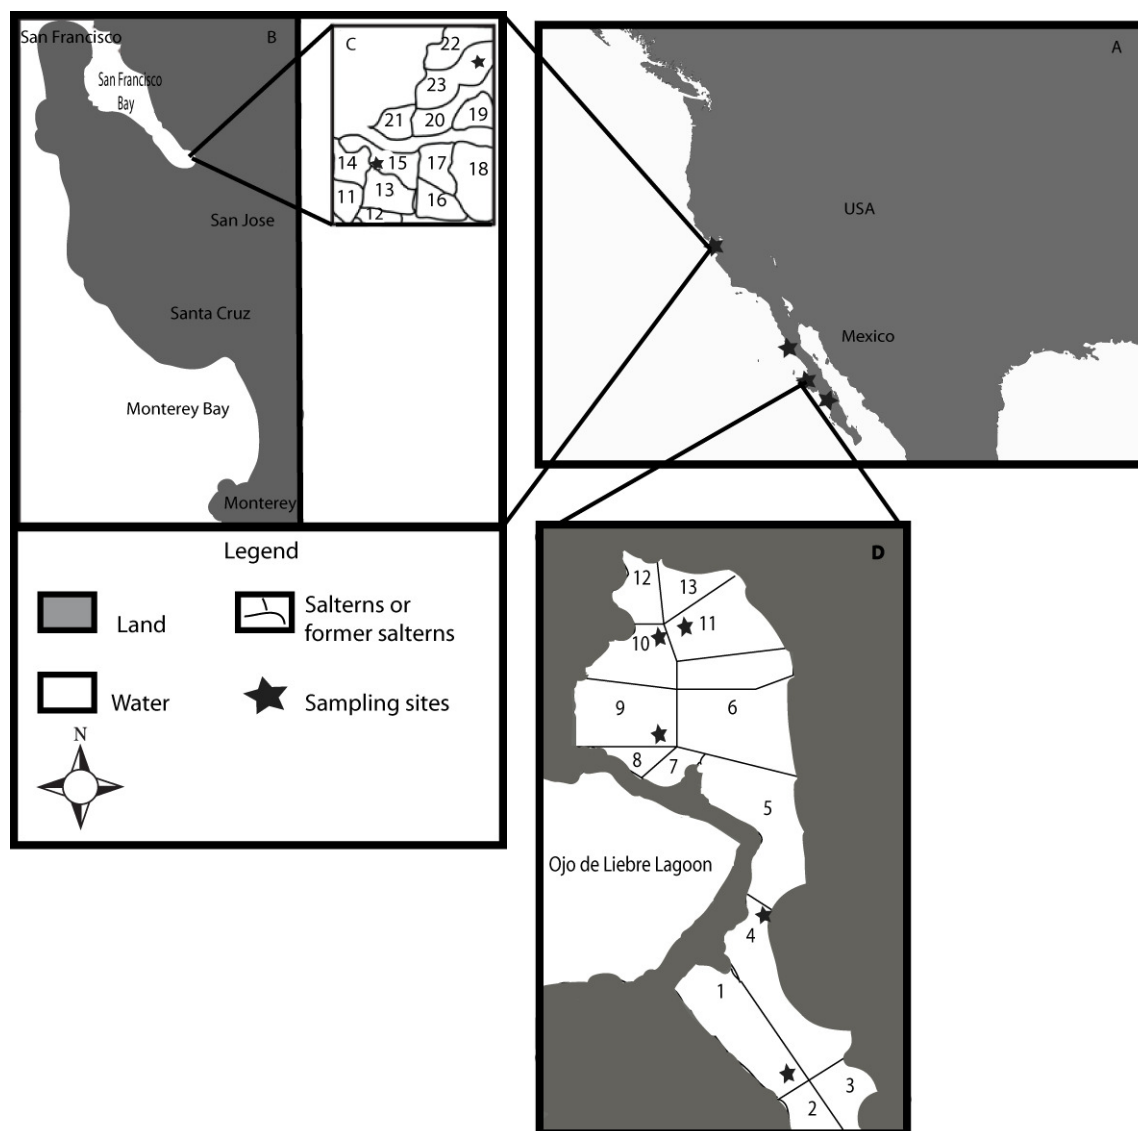 San Francisco
B
San Francisco
Bay
San Jose
Santa Cruz
Monterey Bay
Monterey
C
22
23
21
20
19
14
15
17
18
11
13
16
12
A
USA
Mexico
Legend
Land
Salterns or
former salterns
Water
Sampling sites
N
D
12
13
10
11
9
6
8
7
5
Ojo de Liebre Lagoon
4
1
3
2